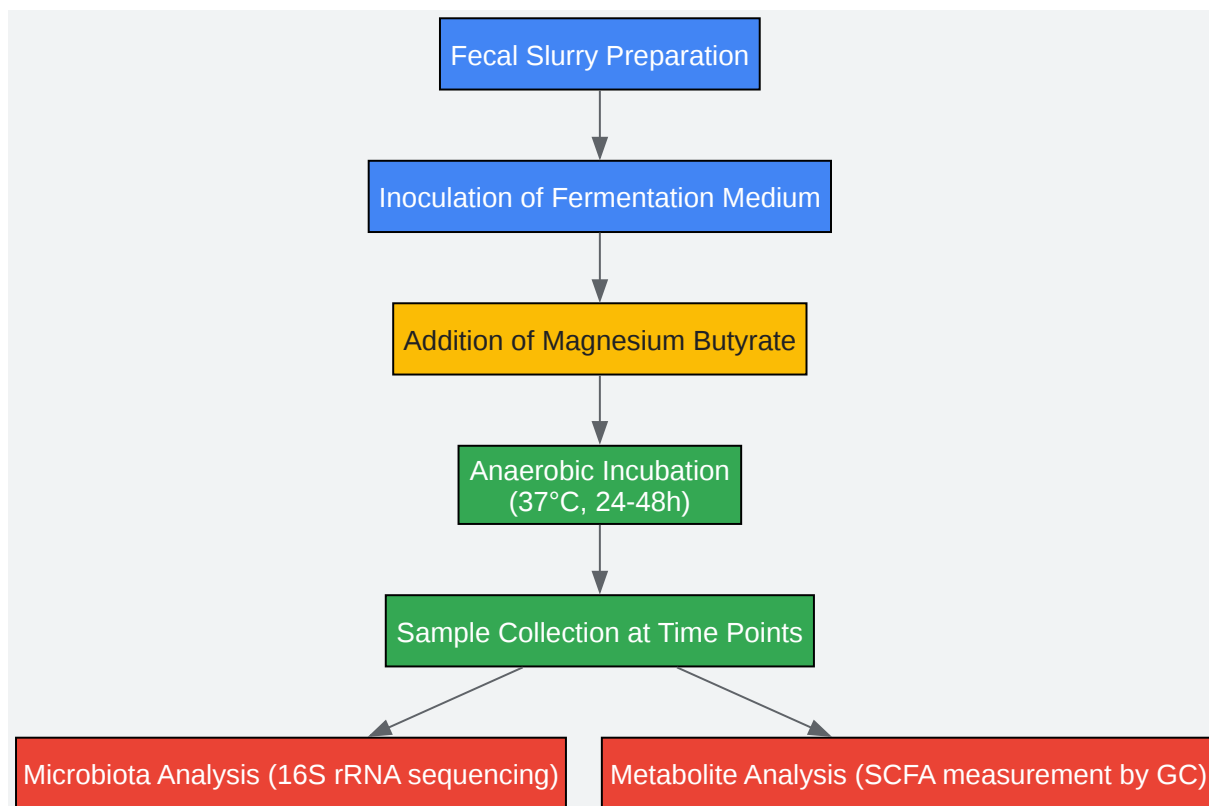 Fecal Slurry Preparation
Inoculation of Fermentation Medium
Addition of Magnesium Butyrate
Anaerobic Incubation
(37°C, 24-48h)
Sample Collection at Time Points
Microbiota Analysis (16S rRNA sequencing)
Metabolite Analysis (SCFA measurement by GC)